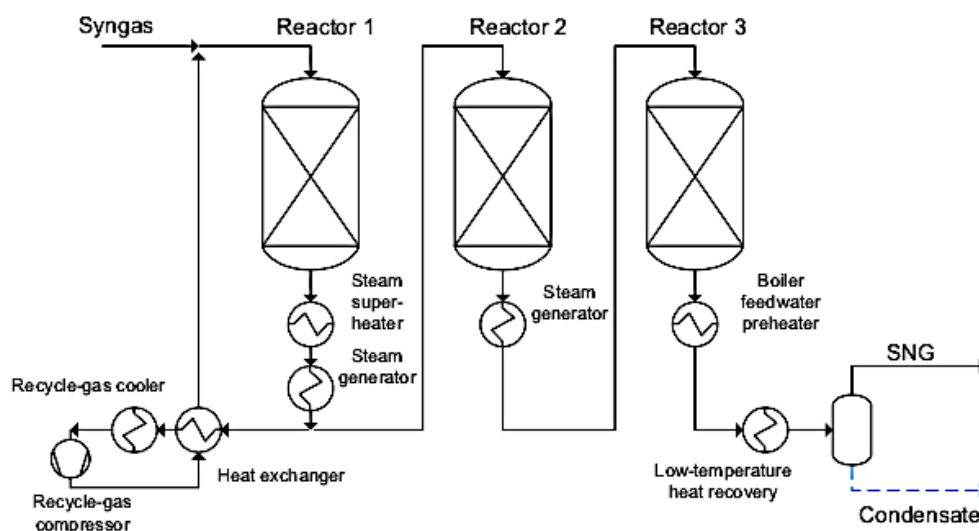 Syngas
Reactor 1
Reactor 2
Reactor 3
Steam
super-
heater
Steam
generator
Steam
generator
Boiler
feedwater
preheater
SNG
Recycle-gas cooler
Heat exchanger
Recycle-gas
compressor
Low-temperature
heat recovery
Condensate